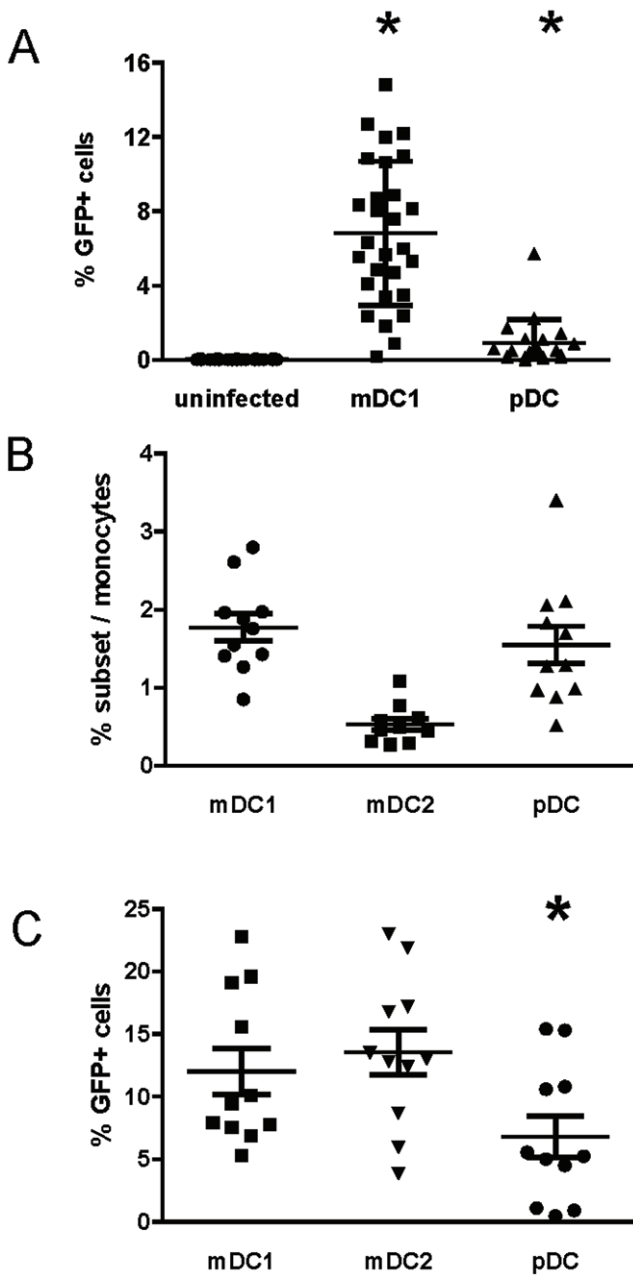 A
* *
% GFP+ cells
16
12
8
4
0
uninfected mDC1 pDC
B
% subset / monocytes
4
3
2
1
0
mDC1 mDC2 pDC
C
*
% GFP+ cells
25
20
15
10
5
0
mDC1 mDC2 pDC